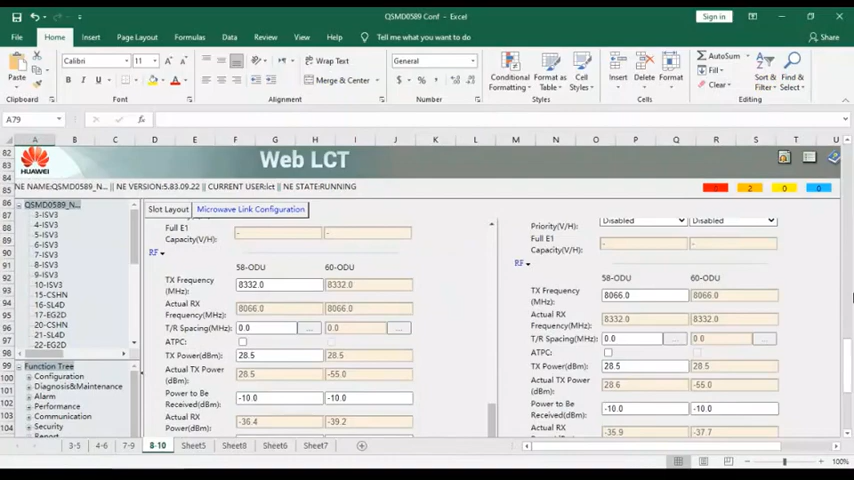 QSMD0589 Conf - Excel
Sign in
File Home Insert Page Layout Formulas Data Review View Help Tell me what you want to do Share
Paste
Calibri 11
B I U
Wrap Text
Merge & Center
General
$ % ,
Conditional Formatting
Format as Table
Cell Styles
Insert Delete Format
AutoSum
Fill
Clear
Sort & Filter
Find & Select
Clipboard Font Alignment Number Styles Cells Editing
A79 fx
A B C D E F G H I J K L M N O P Q R S T U
82
83
84
85
86
87
88
89
90
91
92
93
94
95
96
97
98
99
100
101
102
103
104
HUAWEI
Web LCT
NE NAME:QSMD0589_N... || NE VERSION:5.83.09.22 || CURRENT USER:lct || NE STATE:RUNNING
2 0 0
QSMD0589_N...
3-ISV3
4-ISV3
5-ISV3
6-ISV3
7-ISV3
8-ISV3
9-ISV3
10-ISV3
15-CSHN
16-SL4D
17-EG2D
20-CSHN
21-SL4D
22-EG2D
Function Tree
Configuration
Diagnosis&Maintenance
Alarm
Performance
Communication
Security
Report
Slot Layout Microwave Link Configuration
Full E1 Capacity(V/H): - -
RF
58-ODU 60-ODU
TX Frequency (MHz): 8332.0 8332.0
Actual RX Frequency(MHz): 8066.0 8066.0
T/R Spacing(MHz): 0.0 ... 0.0 ...
ATPC:
TX Power(dBm): 28.5 28.5
Actual TX Power (dBm): 28.5 -55.0
Power to be Received(dBm): -10.0 -10.0
Actual RX Power(dBm): -36.4 -39.2
Priority(V/H): Disabled Disabled
Full E1 Capacity(V/H): - -
RF
58-ODU 60-ODU
TX Frequency (MHz): 8066.0 8066.0
Actual RX Frequency(MHz): 8332.0 8332.0
T/R Spacing(MHz): 0.0 ... 0.0 ...
ATPC:
TX Power(dBm): 28.5 28.5
Actual TX Power (dBm): 28.6 -55.0
Power to Be Received(dBm): -10.0 -10.0
Actual RX Power(dBm): -35.9 -37.7
3-5 4-6 7-9 8-10 Sheet5 Sheet8 Sheet6 Sheet7
100%